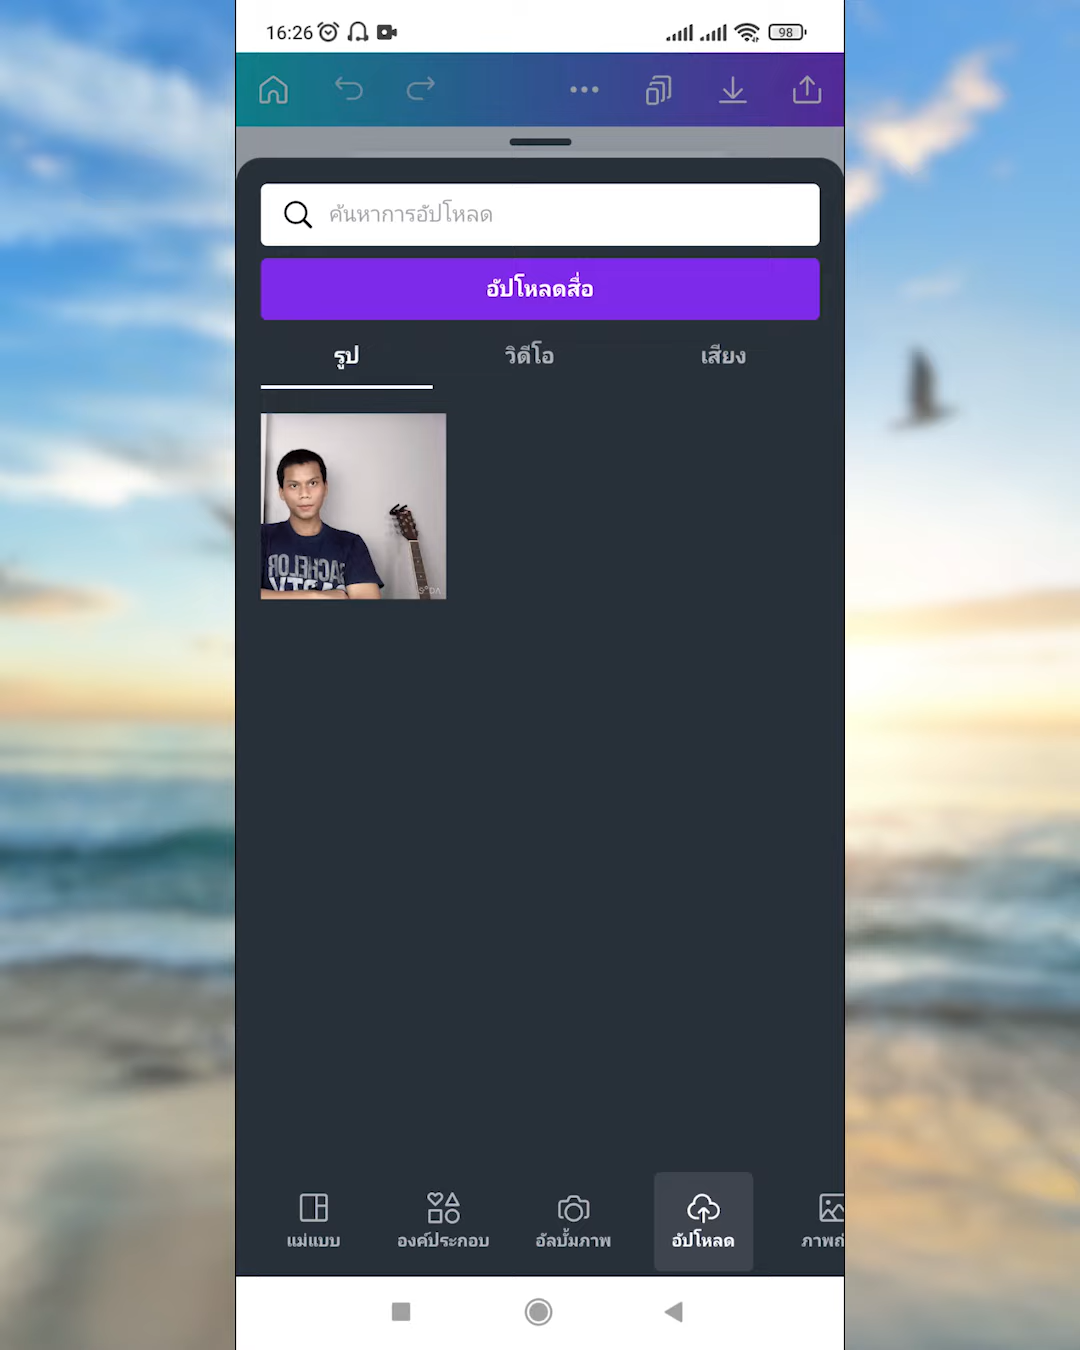 16:26
98
ค้นหาการอัปโหลด
อัปโหลดสื่อ
รูป วิดีโอ เสียง
BACHELOR
PARTY
แม่แบบ องค์ประกอบ อัลบั้มภาพ อัปโหลด